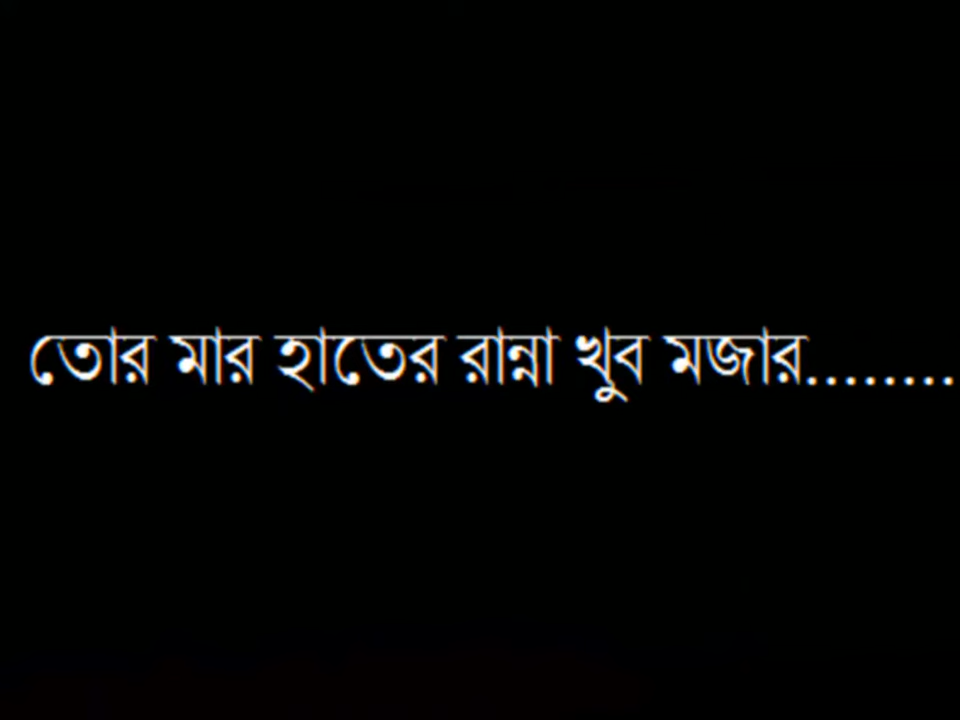 তোর মার হাতের রান্না খুব মজার........